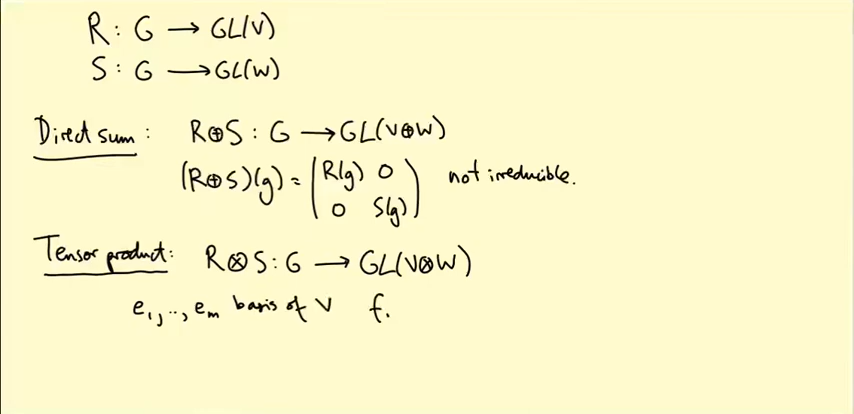 R : G → GL(V)
S : G → GL(W)
Direct sum : R⊕S : G → GL(V⊕W)
(R⊕S)(g) = (R(g) 0 not irreducible.
0 S(g))
Tensor product : R⊗S : G → GL(V⊗W)
e₁, .., eₘ basis of V f.